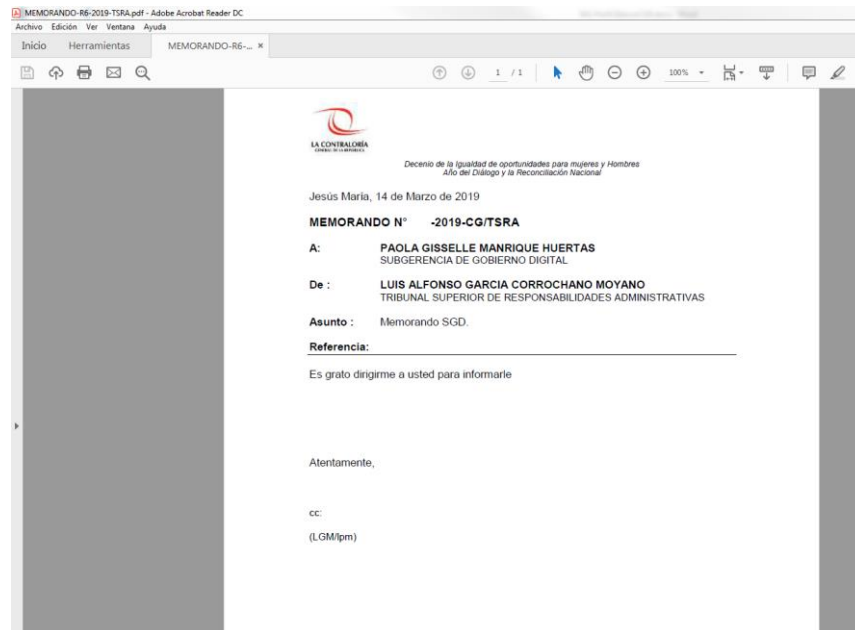 MEMORANDO-R6-2019-TSRA.pdf - Adobe Acrobat Reader DC
Archivo Edición Ver Ventana Ayuda
Inicio Herramientas MEMORANDO-R6-... ×
1 / 1 100%
LA CONTRALORÍA
GENERAL DE LA REPÚBLICA
Decenio de la Igualdad de oportunidades para mujeres y Hombres
Año del Diálogo y la Reconciliación Nacional
Jesús María, 14 de Marzo de 2019
MEMORANDO N° -2019-CG/TSRA
A: PAOLA GISSELLE MANRIQUE HUERTAS
SUBGERENCIA DE GOBIERNO DIGITAL
De : LUIS ALFONSO GARCIA CORROCHANO MOYANO
TRIBUNAL SUPERIOR DE RESPONSABILIDADES ADMINISTRATIVAS
Asunto : Memorando SGD.
Referencia:
Es grato dirigirme a usted para informarle
Atentamente,
cc:
(LGM/lpm)